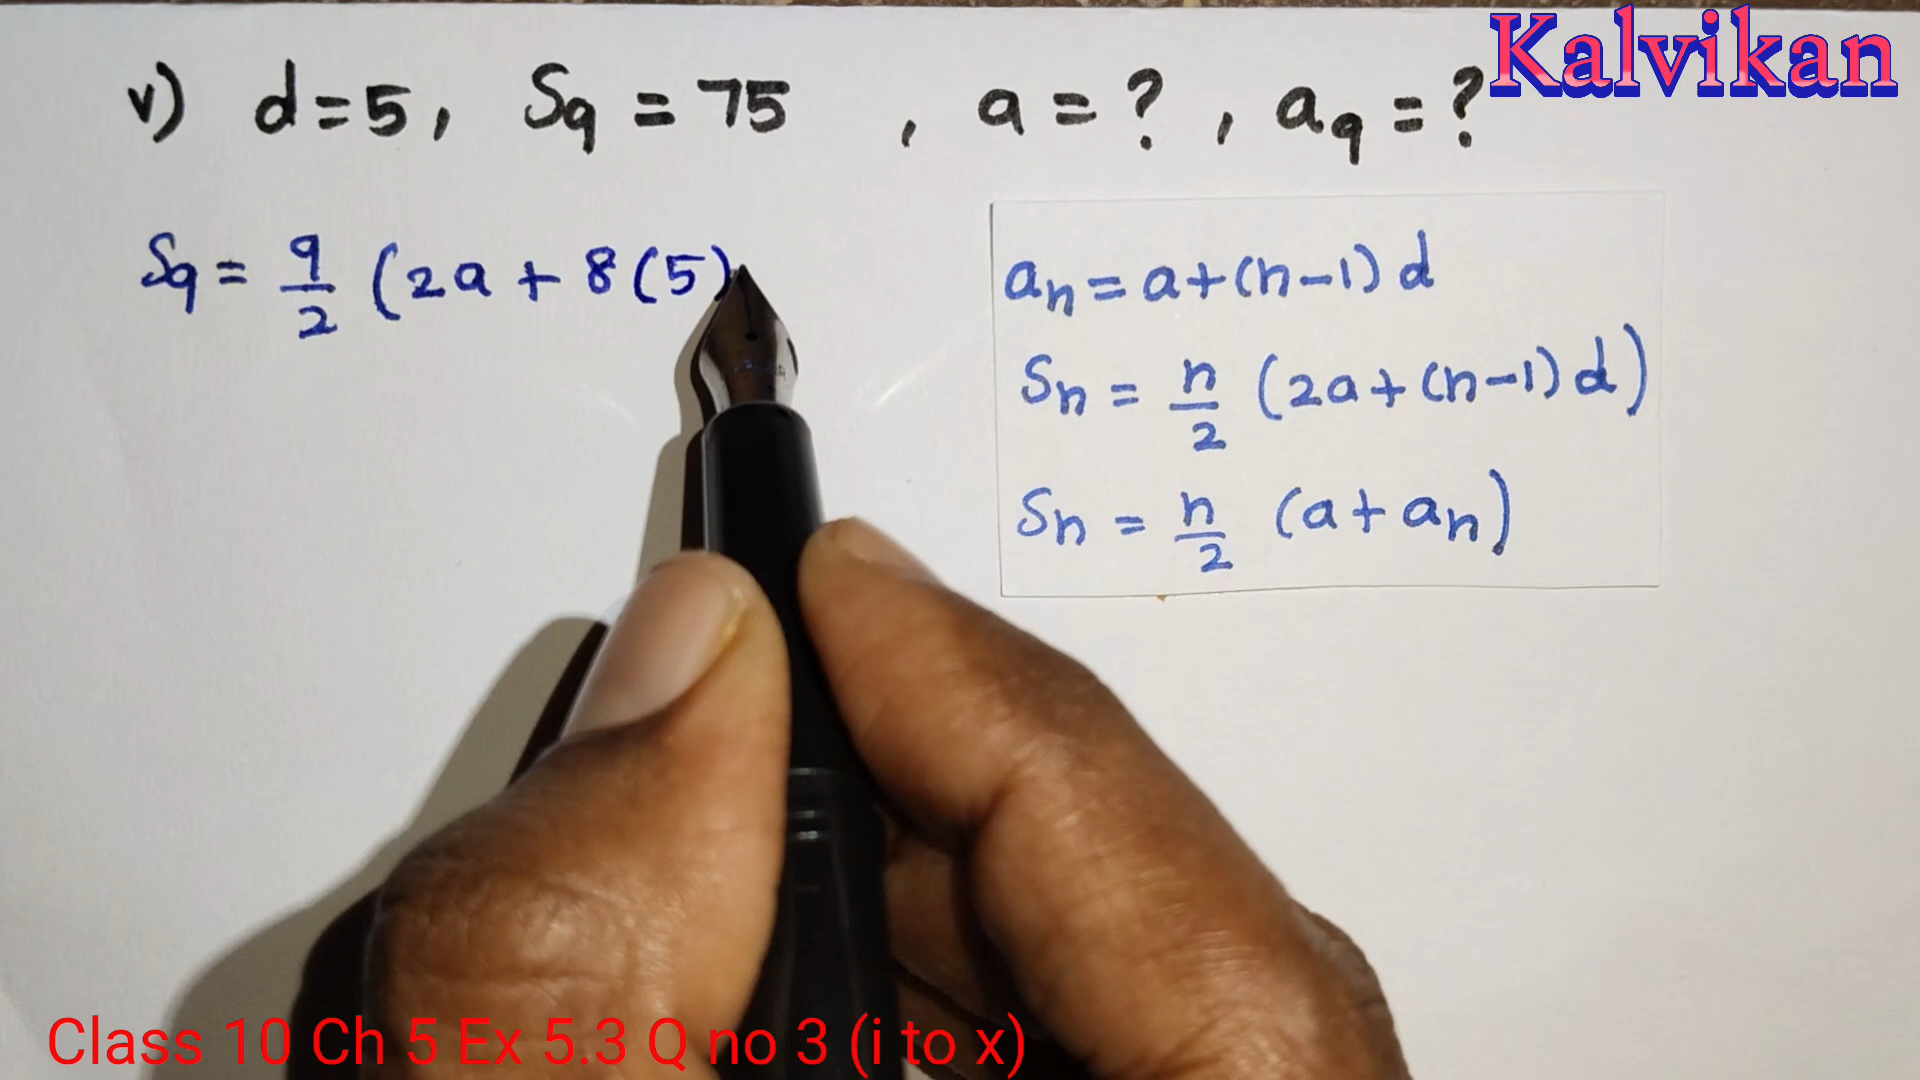 Kalvikan
v) d=5, S9 = 75 , a = ? , a9 = ?
S9 = 9/2 (2a + 8(5)
an = a+(n-1) d
Sn = n/2 (2a+(n-1) d)
Sn = n/2 (a+an)
Class 10 Ch 5 Ex 5.3 Q no 3 (i to x)